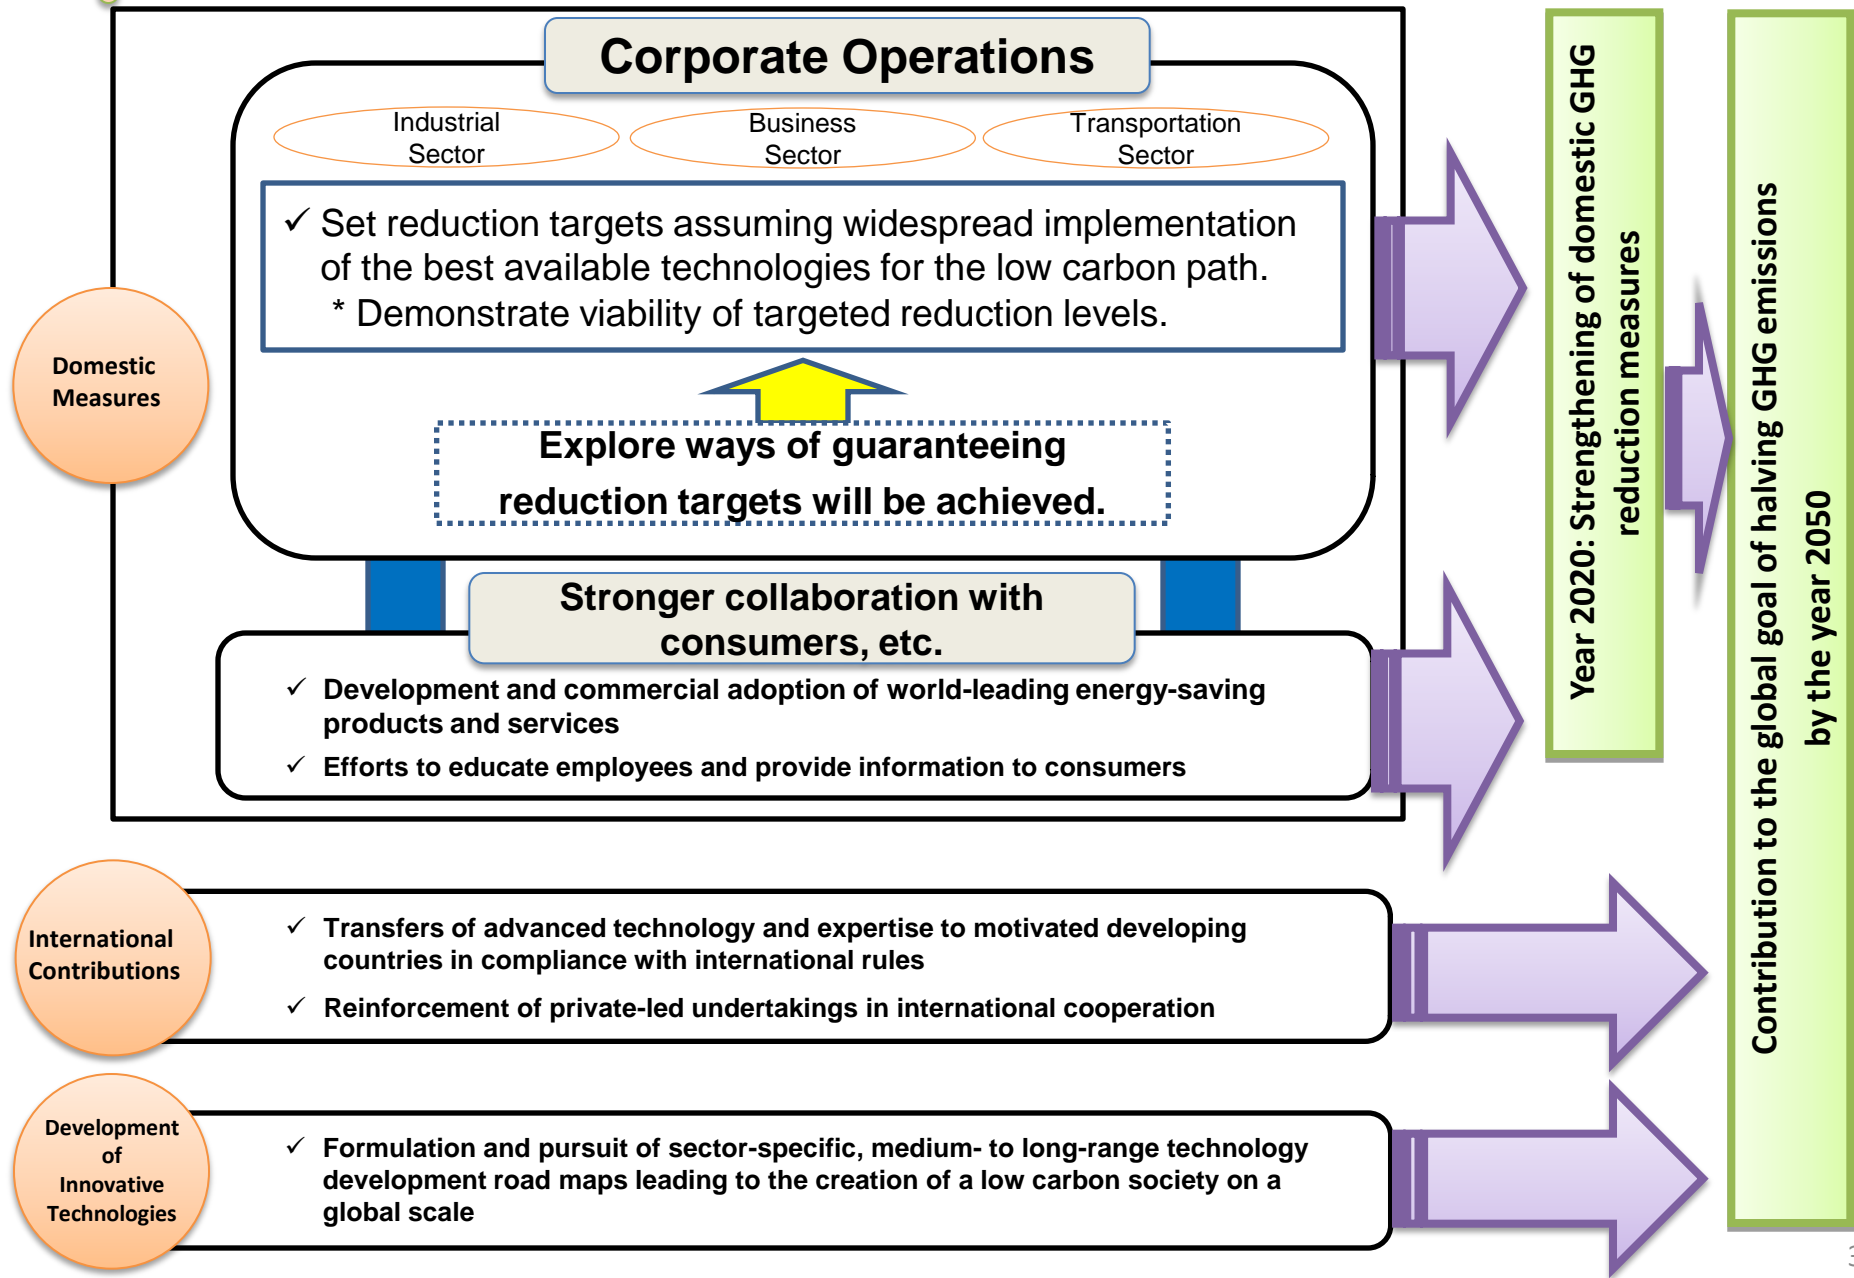 Corporate Operations
Industrial
Sector
Business
Sector
Transportation
Sector
✓ Set reduction targets assuming widespread implementation
of the best available technologies for the low carbon path.
* Demonstrate viability of targeted reduction levels.
Domestic
Measures
Explore ways of guaranteeing
reduction targets will be achieved.
Stronger collaboration with
consumers, etc.
✓ Development and commercial adoption of world-leading energy-saving
products and services
✓ Efforts to educate employees and provide information to consumers
Year 2020: Strengthening of domestic GHG
reduction measures
Contribution to the global goal of halving GHG emissions
by the year 2050
International
Contributions
✓ Transfers of advanced technology and expertise to motivated developing
countries in compliance with international rules
✓ Reinforcement of private-led undertakings in international cooperation
Development
of
Innovative
Technologies
✓ Formulation and pursuit of sector-specific, medium- to long-range technology
development road maps leading to the creation of a low carbon society on a
global scale